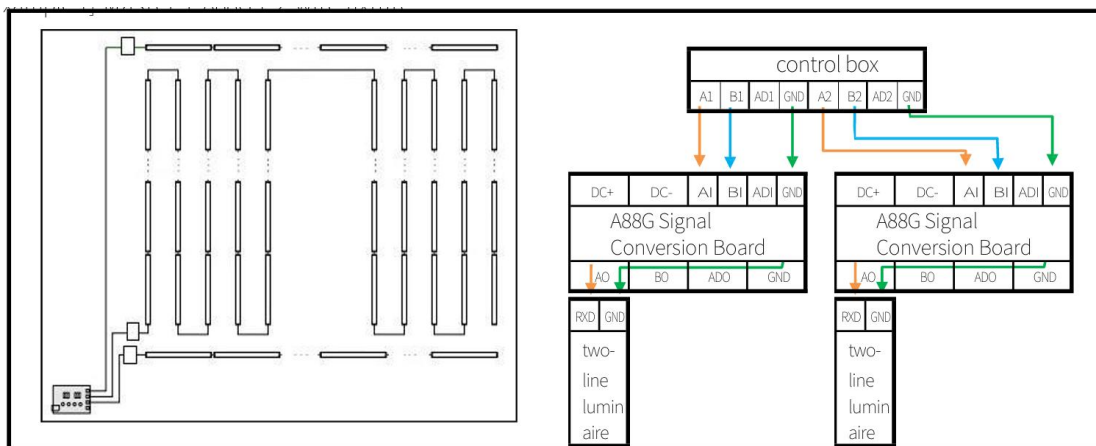 control box
A1 B1 AD1 GND A2 B2 AD2 GND
DC+ DC- AI BI ADI GND
A88G Signal
Conversion Board
AO BO ADO GND
RXD GND
two-
line
lumin
aire
DC+ DC- AI BI ADI GND
A88G Signal
Conversion Board
AO BO ADO GND
RXD GND
two-
line
lumin
aire